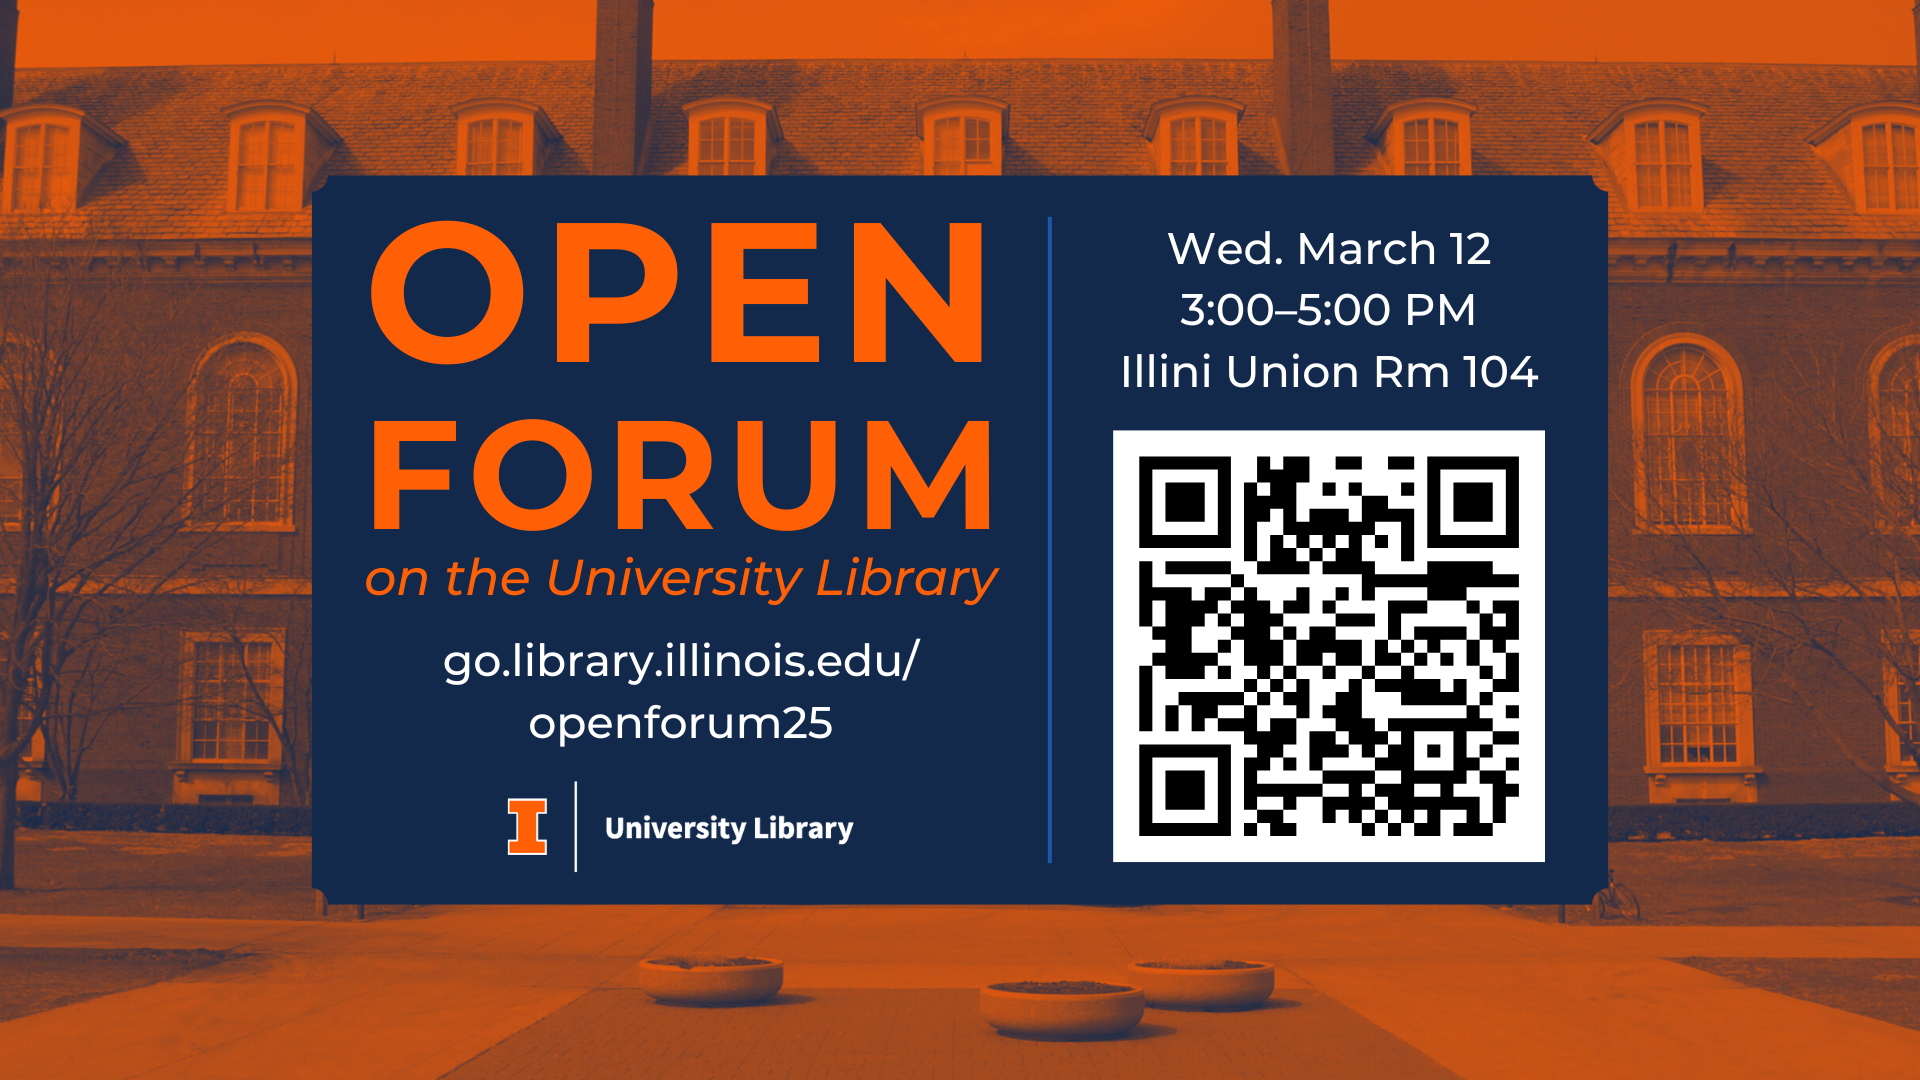 OPEN
FORUM
on the University Library
go.library.illinois.edu/
openforum25
University Library
Wed. March 12
3:00–5:00 PM
Illini Union Rm 104